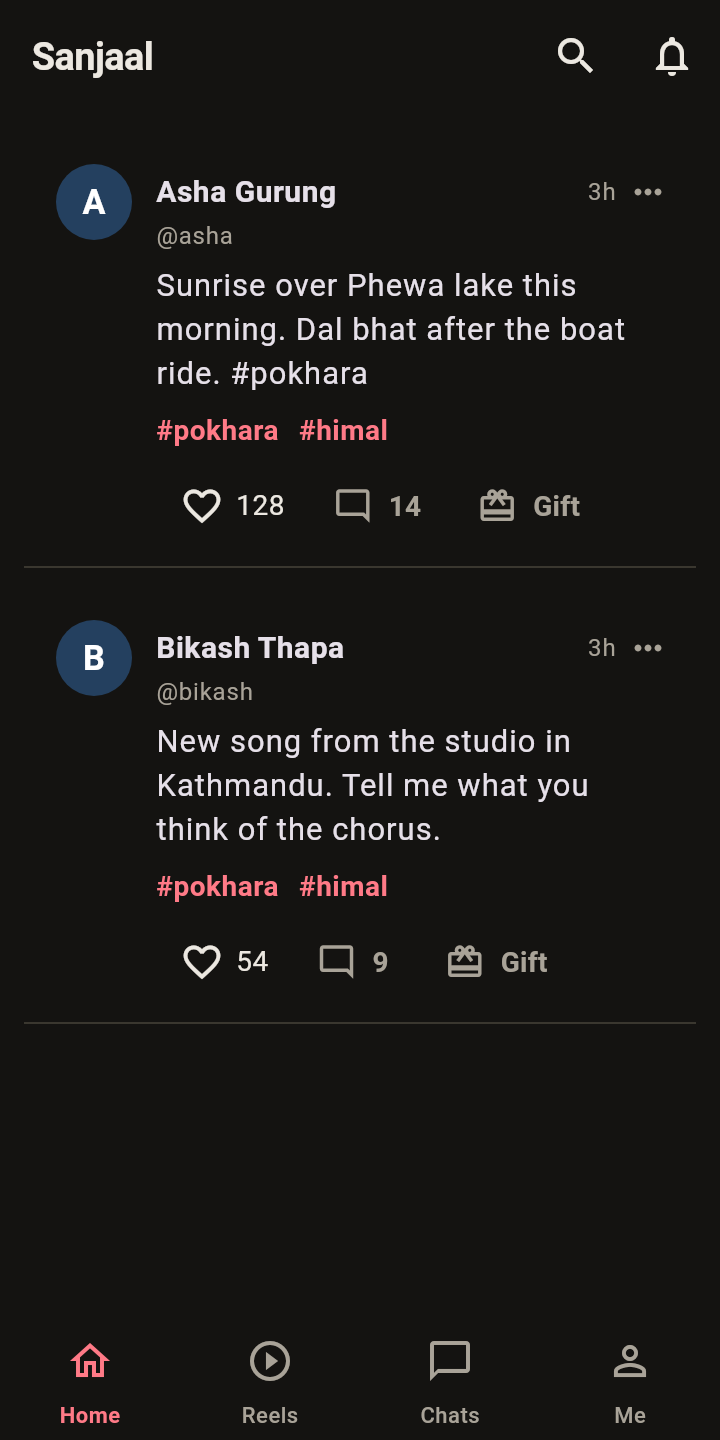 Sanjaal
A
Asha Gurung
3h
@asha
Sunrise over Phewa lake this
morning. Dal bhat after the boat
ride. #pokhara
#pokhara #himal
128
14
Gift
B
Bikash Thapa
3h
@bikash
New song from the studio in
Kathmandu. Tell me what you
think of the chorus.
#pokhara #himal
54
9
Gift
Home
Reels
Chats
Me